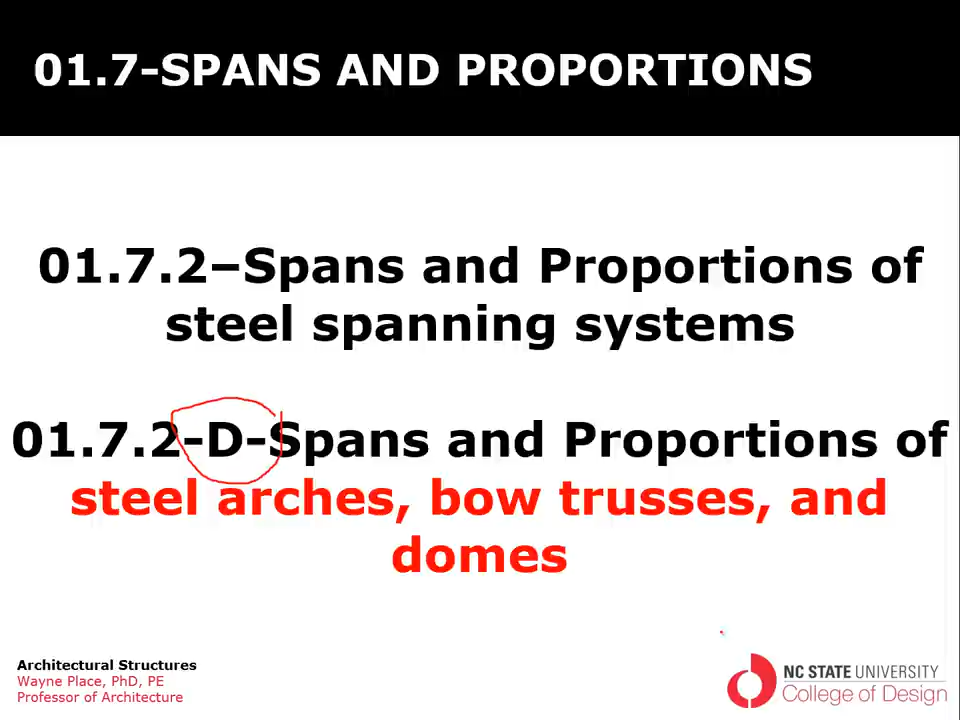 01.7-SPANS AND PROPORTIONS
01.7.2–Spans and Proportions of
steel spanning systems
01.7.2-D-Spans and Proportions of
steel arches, bow trusses, and
domes
Architectural Structures
Wayne Place, PhD, PE
Professor of Architecture
NC STATE UNIVERSITY
College of Design